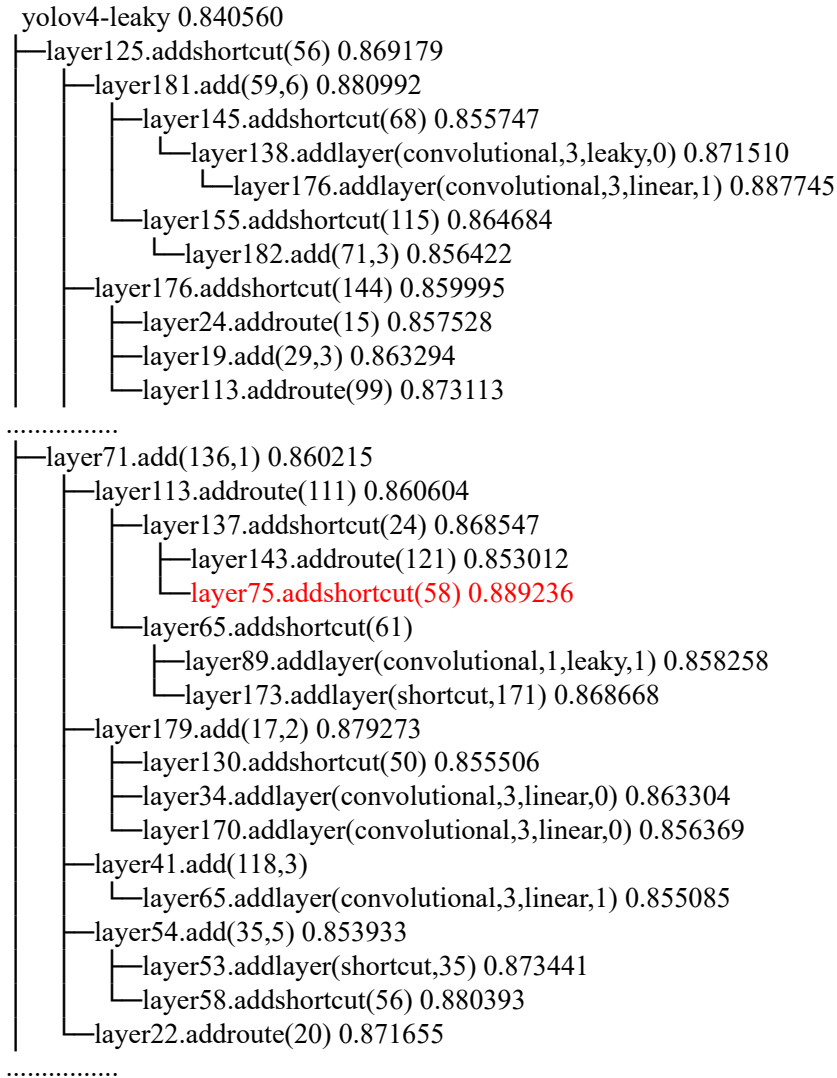 yolov4-leaky 0.840560
layer125.addshortcut(56) 0.869179
layer181.add(59,6) 0.880992
layer145.addshortcut(68) 0.855747
layer138.addlayer(convolutional,3,leaky,0) 0.871510
layer176.addlayer(convolutional,3,linear,1) 0.887745
layer155.addshortcut(115) 0.864684
layer182.add(71,3) 0.856422
layer176.addshortcut(144) 0.859995
layer24.addroute(15) 0.857528
layer19.add(29,3) 0.863294
layer113.addroute(99) 0.873113
................
layer71.add(136,1) 0.860215
layer113.addroute(111) 0.860604
layer137.addshortcut(24) 0.868547
layer143.addroute(121) 0.853012
layer75.addshortcut(58) 0.889236
layer65.addshortcut(61)
layer89.addlayer(convolutional,1,leaky,1) 0.858258
layer173.addlayer(shortcut,171) 0.868668
layer179.add(17,2) 0.879273
layer130.addshortcut(50) 0.855506
layer34.addlayer(convolutional,3,linear,0) 0.863304
layer170.addlayer(convolutional,3,linear,0) 0.856369
layer41.add(118,3)
layer65.addlayer(convolutional,3,linear,1) 0.855085
layer54.add(35,5) 0.853933
layer53.addlayer(shortcut,35) 0.873441
layer58.addshortcut(56) 0.880393
layer22.addroute(20) 0.871655
................